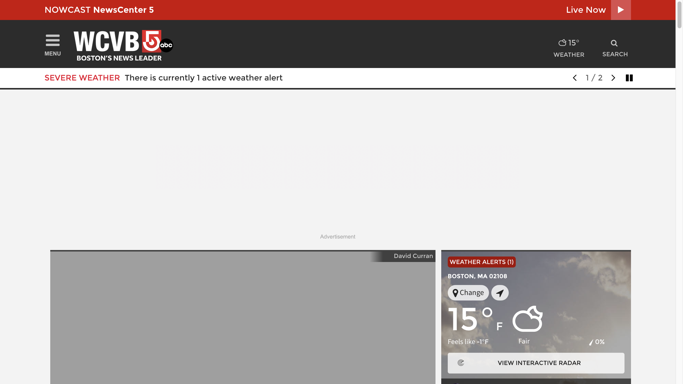 NOWCAST NewsCenter 5
Live Now
MENU
WCVB 5 abc
BOSTON'S NEWS LEADER
15°
WEATHER
SEARCH
SEVERE WEATHER There is currently 1 active weather alert
1 / 2
Advertisement
David Curran
WEATHER ALERTS (1)
BOSTON, MA 02108
Change
15° F
Feels like -1°F
Fair
0%
VIEW INTERACTIVE RADAR